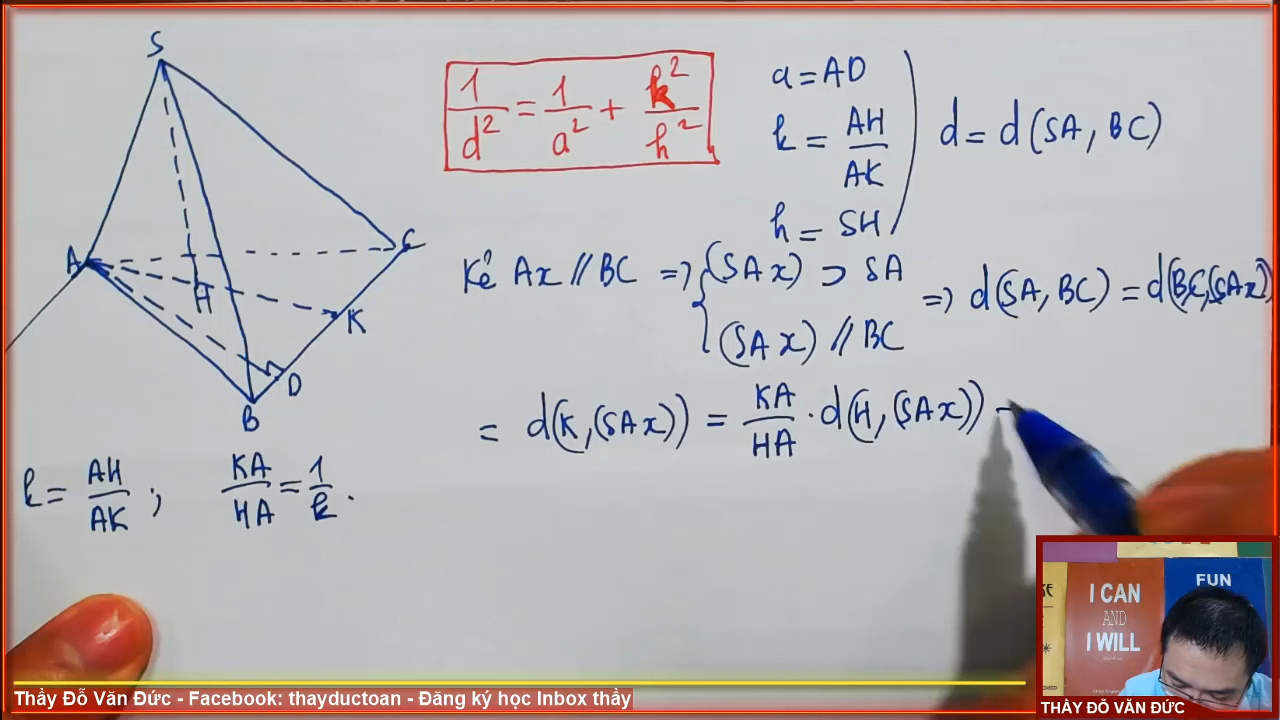 S
A
H
C
K
D
B
1/d² = 1/a² + k²/h²
a = AD
k = AH/AK
h = SH
d = d(SA, BC)
Kẻ Ax // BC => { (SAx) ⊃ SA
(SAx) // BC
=> d(SA, BC) = d(BC, (SAx))
= d(K, (SAx)) = KA/HA · d(H, (SAx))
k = AH/AK ; KA/HA = 1/k .
I CAN
AND
I WILL
FUN
Thầy Đỗ Văn Đức - Facebook: thayductoan - Đăng ký học Inbox thầy
THẦY ĐỖ VĂN ĐỨC